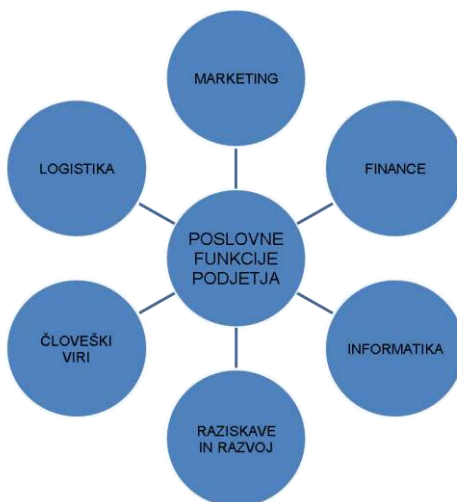 MARKETING
LOGISTIKA
FINANCE
POSLOVNE
FUNKCIJE
PODJETJA
ČLOVEŠKI
VIRI
INFORMATIKA
RAZISKAVE
IN RAZVOJ